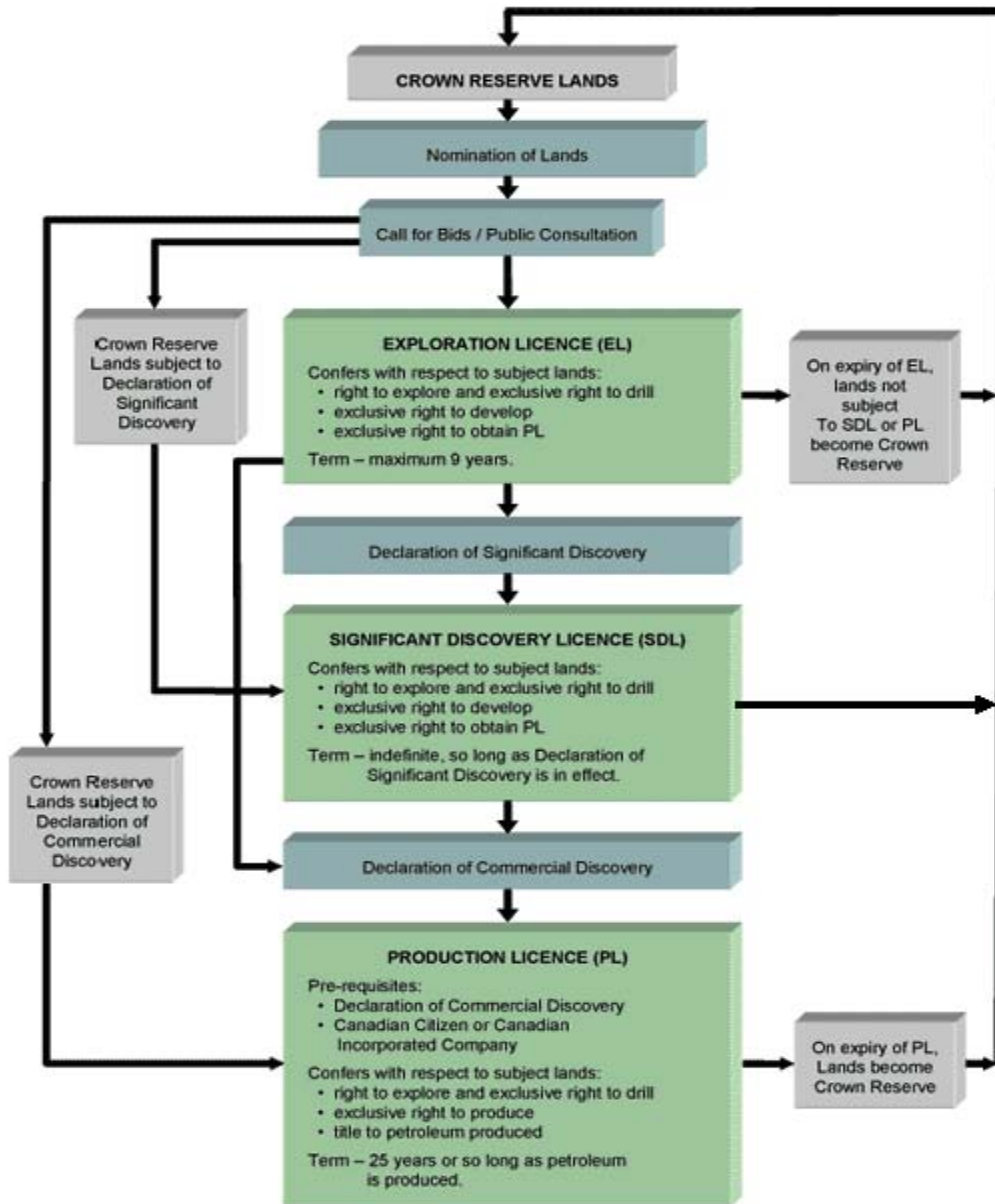 CROWN RESERVE LANDS
Nomination of Lands
Call for Bids / Public Consultation
Crown Reserve
Lands subject to
Declaration of
Significant
Discovery
EXPLORATION LICENCE (EL)
Confers with respect to subject lands:
• right to explore and exclusive right to drill
• exclusive right to develop
• exclusive right to obtain PL
Term – maximum 9 years.
On expiry of EL,
lands not
subject
To SDL or PL
become Crown
Reserve
Declaration of Significant Discovery
SIGNIFICANT DISCOVERY LICENCE (SDL)
Confers with respect to subject lands:
• right to explore and exclusive right to drill
• exclusive right to develop
• exclusive right to obtain PL
Term – indefinite, so long as Declaration of
Significant Discovery is in effect.
Crown Reserve
Lands subject to
Declaration of
Commercial
Discovery
Declaration of Commercial Discovery
PRODUCTION LICENCE (PL)
Pre-requisites:
• Declaration of Commercial Discovery
• Canadian Citizen or Canadian
Incorporated Company
Confers with respect to subject lands:
• right to explore and exclusive right to drill
• exclusive right to produce
• title to petroleum produced
Term – 25 years or so long as petroleum
is produced.
On expiry of PL,
Lands become
Crown Reserve